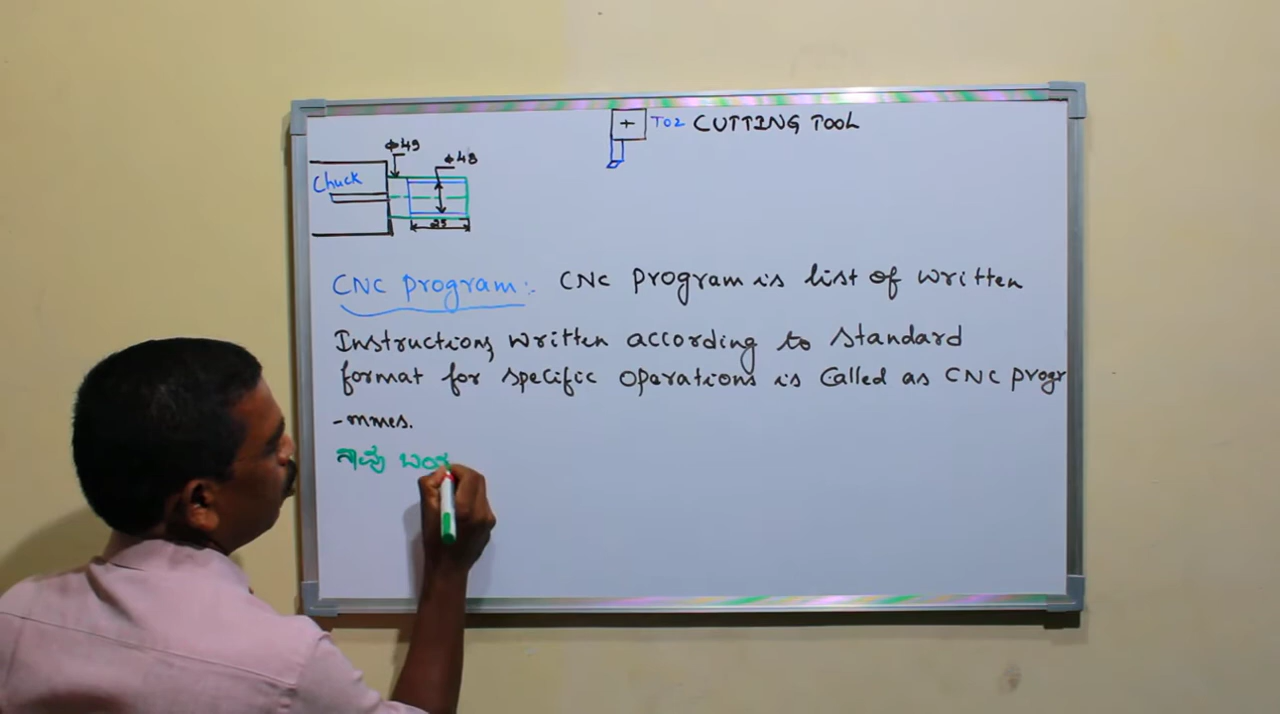 T02 CUTTING TOOL
Φ49
Φ48
Chuck
25
CNC program:- CNC program is list of written
Instructions written according to standard
format for specific operations is called as CNC progr
-mmes.
ನಾವು